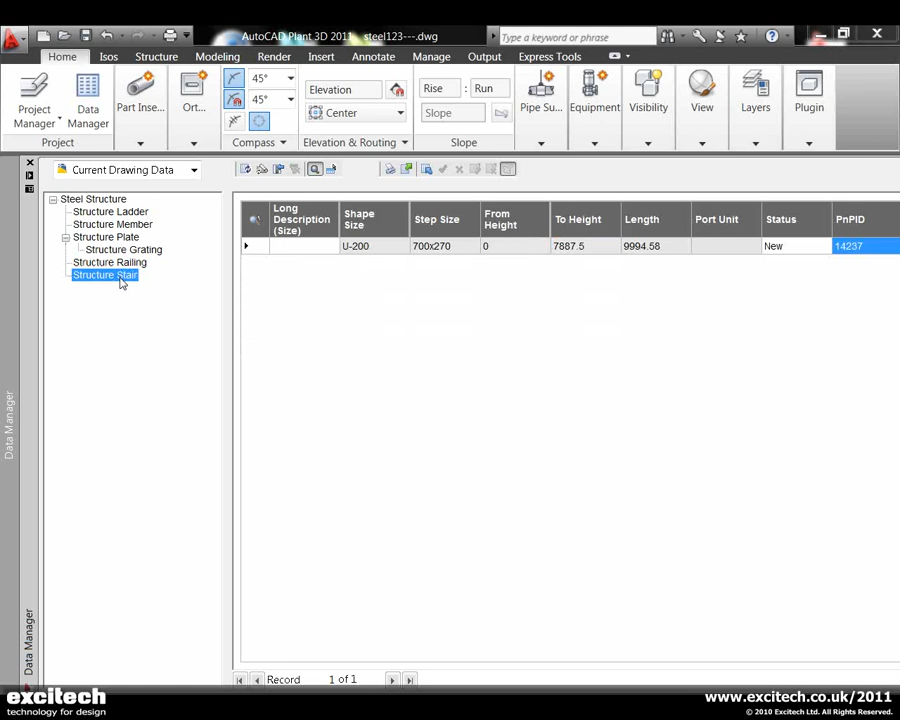 AutoCAD Plant 3D 2011 steel123---.dwg
Type a keyword or phrase
Home Isos Structure Modeling Render Insert Annotate Manage Output Express Tools
Project Manager
Data Manager
Part Inse...
Ort...
45°
45°
Elevation
Center
Rise : Run
Slope
Pipe Su...
Equipment
Visibility
View
Layers
Plugin
Project
Compass
Elevation & Routing
Slope
Current Drawing Data
Steel Structure
Structure Ladder
Structure Member
Structure Plate
Structure Grating
Structure Railing
Structure Stair
Long Description (Size) Shape Size Step Size From Height To Height Length Port Unit Status PnPID
U-200 700x270 0 7887.5 9994.58 New 14237
Data Manager
Data Manager
Record 1 of 1
excitech
technology for design
www.excitech.co.uk/2011
© 2010 Excitech Ltd. All Rights Reserved.